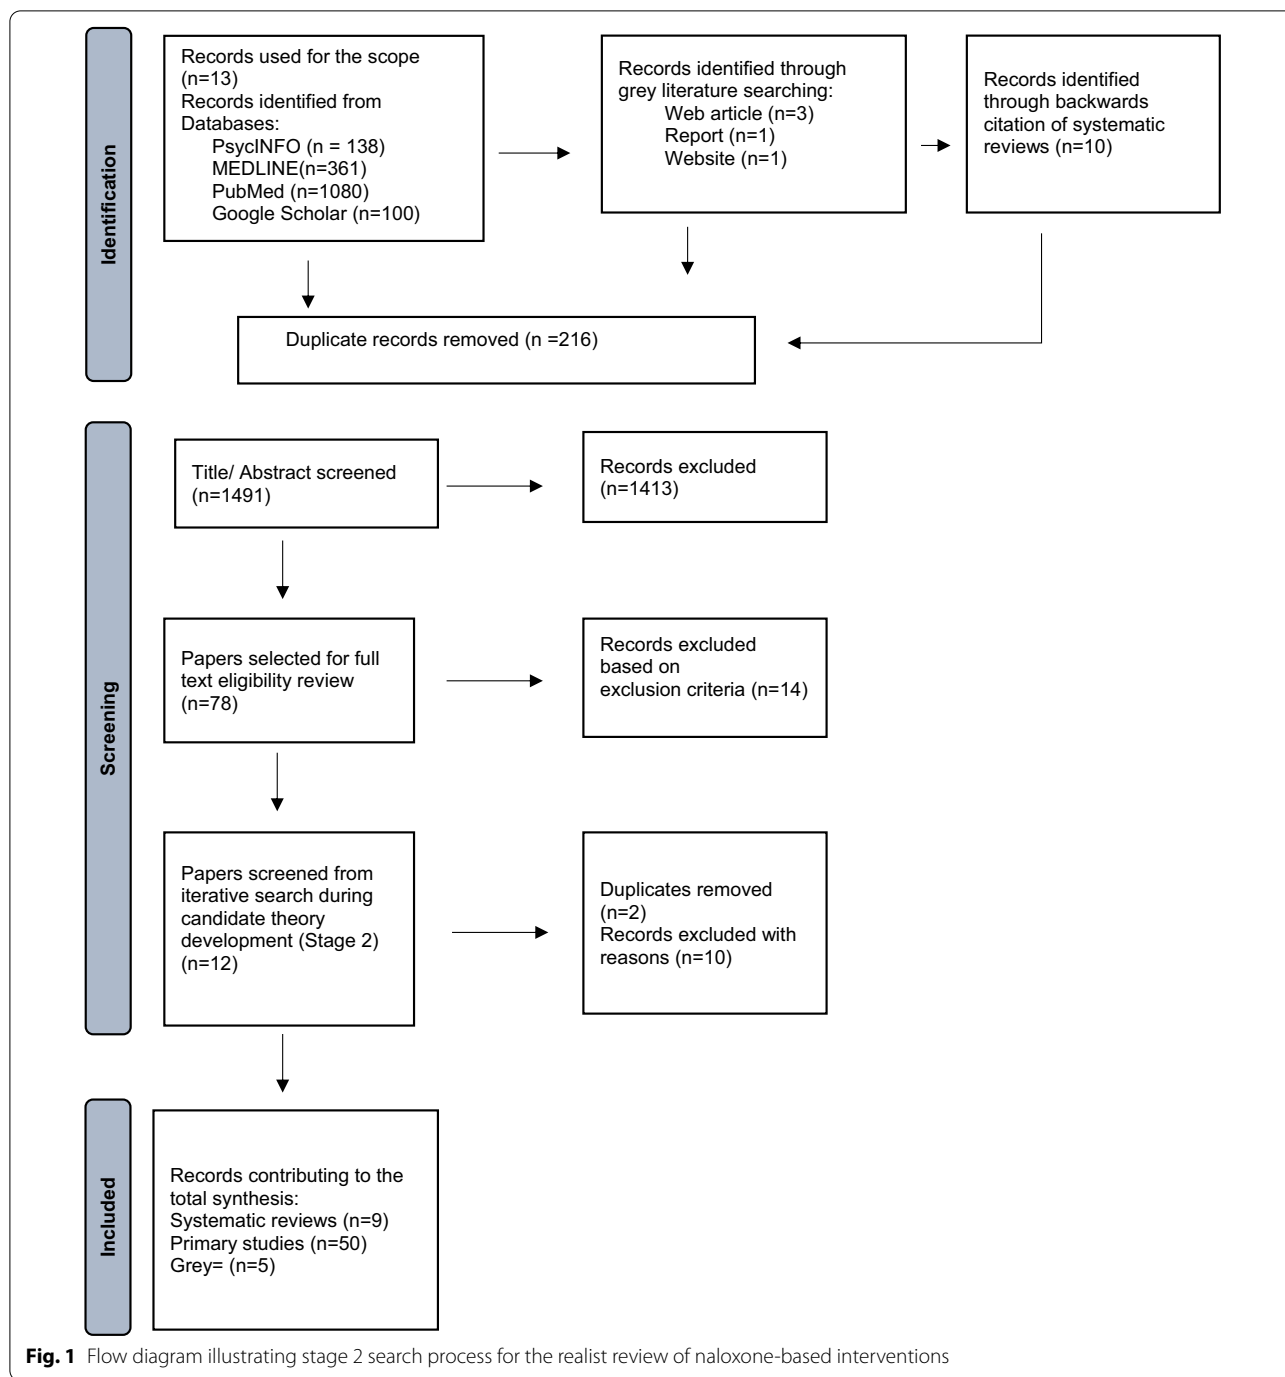 Identification
Records used for the scope
(n=13)
Records identified from
Databases:
PsycINFO (n = 138)
MEDLINE(n=361)
PubMed (n=1080)
Google Scholar (n=100)
Records identified through
grey literature searching:
Web article (n=3)
Report (n=1)
Website (n=1)
Records identified
through backwards
citation of systematic
reviews (n=10)
Duplicate records removed (n =216)
Screening
Title/ Abstract screened
(n=1491)
Records excluded
(n=1413)
Papers selected for full
text eligibility review
(n=78)
Records excluded
based on
exclusion criteria (n=14)
Papers screened from
iterative search during
candidate theory
development (Stage 2)
(n=12)
Duplicates removed
(n=2)
Records excluded with
reasons (n=10)
Included
Records contributing to the
total synthesis:
Systematic reviews (n=9)
Primary studies (n=50)
Grey= (n=5)
Fig. 1 Flow diagram illustrating stage 2 search process for the realist review of naloxone-based interventions